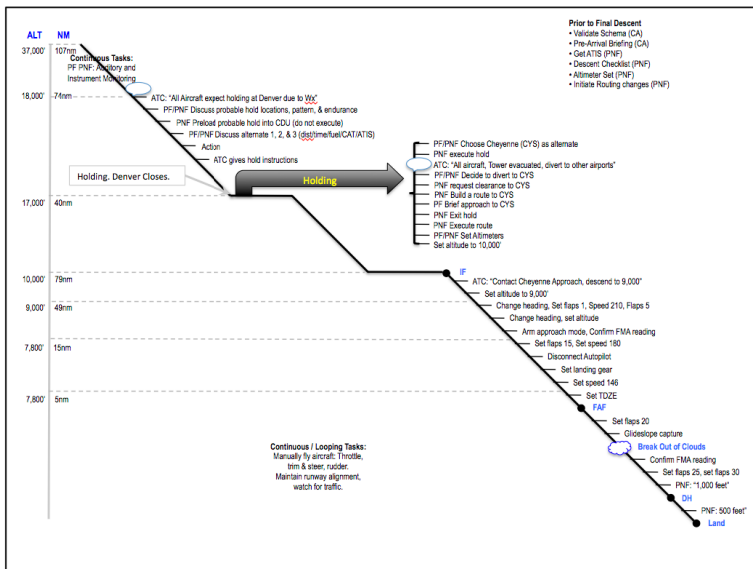 ALT NM
37,000' 107nm
Continuous Tasks:
PF PNF: Auditory and
Instrument Monitoring
Prior to Final Descent
• Validate Schema (CA)
• Pre-Arrival Briefing (CA)
• Get ATIS (PNF)
• Descent Checklist (PNF)
• Altimeter Set (PNF)
• Initiate Routing changes (PNF)
18,000' 74nm
ATC: "All Aircraft expect holding at Denver due to Wx"
PF/PNF Discuss probable hold locations, pattern, & endurance
PNF Preload probable hold into CDU (do not execute)
PF/PNF Discuss alternate 1, 2, & 3 (dist/time/fuel/CAT/ATIS)
Action
ATC gives hold instructions
Holding. Denver Closes.
Holding
PF/PNF Choose Cheyenne (CYS) as alternate
PNF execute hold
ATC: "All aircraft, Tower evacuated, divert to other airports"
PF/PNF Decide to divert to CYS
PNF request clearance to CYS
PNF Build a route to CYS
PF Brief approach to CYS
PNF Exit hold
PNF Execute route
PF/PNF Set Altimeters
Set altitude to 10,000'
17,000' 40nm
10,000' 79nm
IF
ATC: "Contact Cheyenne Approach, descend to 9,000"
Set altitude to 9,000'
9,000' 49nm
Change heading, Set flaps 1, Speed 210, Flaps 5
Change heading, set altitude
Arm approach mode, Confirm FMA reading
7,800' 15nm
Set flaps 15, Set speed 180
Disconnect Autopilot
Set landing gear
Set speed 146
7,800' 5nm
Set TDZE
FAF
Set flaps 20
Glideslope capture
Break Out of Clouds
Confirm FMA reading
Set flaps 25, set flaps 30
PNF: "1,000 feet"
DH
PNF: 500 feet"
Land
Continuous / Looping Tasks:
Manually fly aircraft: Throttle,
trim & steer, rudder.
Maintain runway alignment,
watch for traffic.